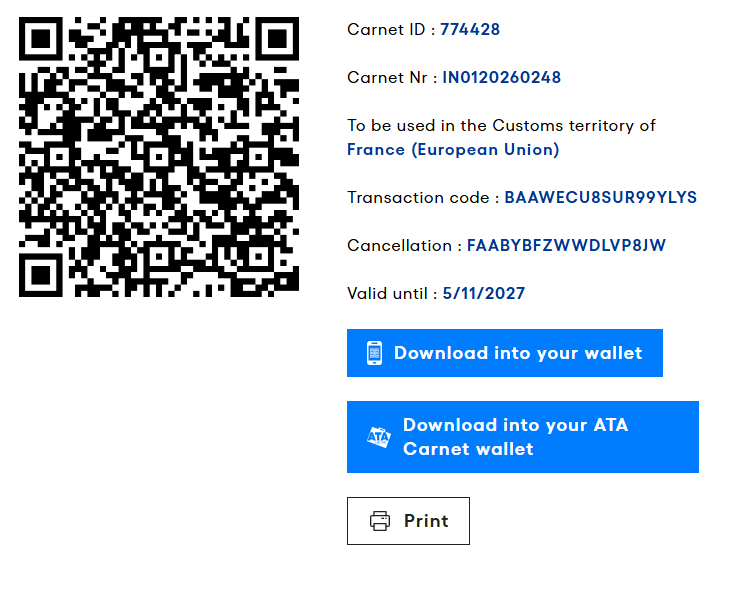 Carnet ID : 774428
Carnet Nr : IN0120260248
To be used in the Customs territory of
France (European Union)
Transaction code : BAAWECU8SUR99YLYS
Cancellation : FAABYBFZWWDLVP8JW
Valid until : 5/11/2027
Download into your wallet
ATA
Download into your ATA
Carnet wallet
Print